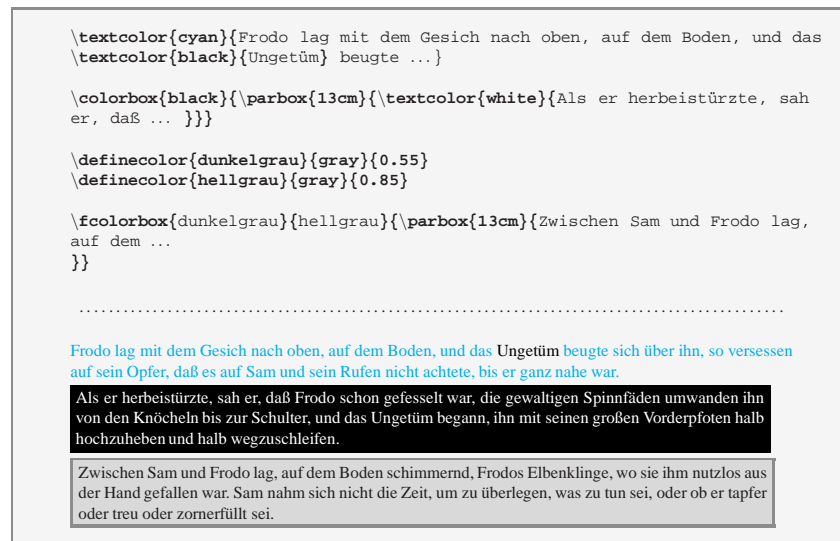 \textcolor{cyan}{Frodo lag mit dem Gesich nach oben, auf dem Boden, und das
\textcolor{black}{Ungetüm} beugte ...}
\colorbox{black}{\parbox{13cm}{\textcolor{white}{Als er herbeistürzte, sah
er, daß ... }}}
\definecolor{dunkelgrau}{gray}{0.55}
\definecolor{hellgrau}{gray}{0.85}
\fcolorbox{dunkelgrau}{hellgrau}{\parbox{13cm}{Zwischen Sam und Frodo lag,
auf dem ...
}}
Frodo lag mit dem Gesich nach oben, auf dem Boden, und das Ungetüm beugte sich über ihn, so versessen
auf sein Opfer, daß es auf Sam und sein Rufen nicht achtete, bis er ganz nahe war.
Als er herbeistürzte, sah er, daß Frodo schon gefesselt war, die gewaltigen Spinnfäden umwanden ihn
von den Knöcheln bis zur Schulter, und das Ungetüm begann, ihn mit seinen großen Vorderpfoten halb
hochzuheben und halb wegzuschleifen.
Zwischen Sam und Frodo lag, auf dem Boden schimmernd, Frodos Elbenklinge, wo sie ihm nutzlos aus
der Hand gefallen war. Sam nahm sich nicht die Zeit, um zu überlegen, was zu tun sei, oder ob er tapfer
oder treu oder zornerfüllt sei.